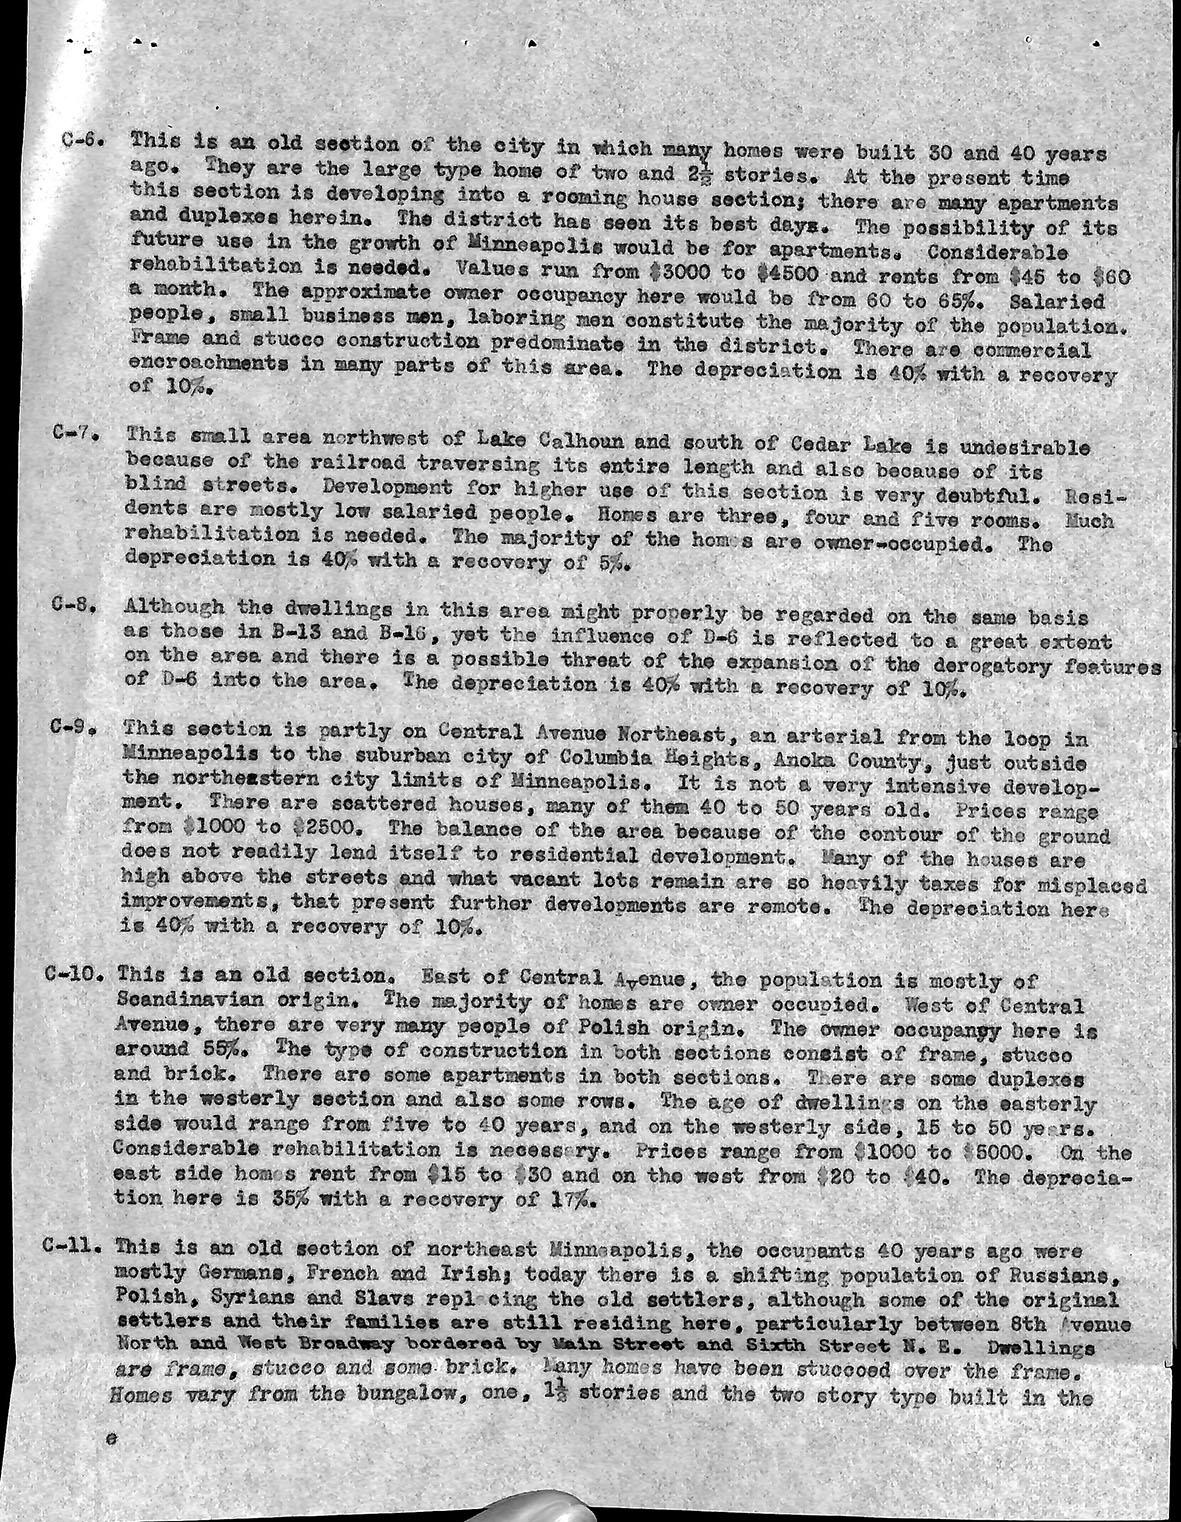 C-6. This is an old section of the city in which many homes were built 30 and 40 years
ago. They are the large type home of two and 2½ stories. At the present time
this section is developing into a rooming house section; there are many apartments
and duplexes herein. The district has seen its best days. The possibility of its
future use in the growth of Minneapolis would be for apartments. Considerable
rehabilitation is needed. Values run from $3000 to $4500 and rents from $45 to $60
a month. The approximate owner occupancy here would be from 60 to 65%. Salaried
people, small business men, laboring men constitute the majority of the population.
Frame and stucco construction predominate in the district. There are commercial
encroachments in many parts of this area. The depreciation is 40% with a recovery
of 10%.
C-7. This small area northwest of Lake Calhoun and south of Cedar Lake is undesirable
because of the railroad traversing its entire length and also because of its
blind streets. Development for higher use of this section is very doubtful. Resi-
dents are mostly low salaried people. Homes are three, four and five rooms. Much
rehabilitation is needed. The majority of the homes are owner-occupied. The
depreciation is 40% with a recovery of 5%.
C-8. Although the dwellings in this area might properly be regarded on the same basis
as those in B-13 and B-16, yet the influence of D-6 is reflected to a great extent
on the area and there is a possible threat of the expansion of the derogatory features
of D-6 into the area. The depreciation is 40% with a recovery of 10%.
C-9. This section is partly on Central Avenue Northeast, an arterial from the loop in
Minneapolis to the suburban city of Columbia Heights, Anoka County, just outside
the northeastern city limits of Minneapolis. It is not a very intensive develop-
ment. There are scattered houses, many of them 40 to 50 years old. Prices range
from $1000 to $2500. The balance of the area because of the contour of the ground
does not readily lend itself to residential development. Many of the houses are
high above the streets and what vacant lots remain are so heavily taxes for misplaced
improvements, that present further developments are remote. The depreciation here
is 40% with a recovery of 10%.
C-10. This is an old section. East of Central Avenue, the population is mostly of
Scandinavian origin. The majority of homes are owner occupied. West of Central
Avenue, there are very many people of Polish origin. The owner occupanyy here is
around 55%. The type of construction in both sections consist of frame, stucco
and brick. There are some apartments in both sections. There are some duplexes
in the westerly section and also some rows. The age of dwellings on the easterly
side would range from five to 40 years, and on the westerly side, 15 to 50 years.
Considerable rehabilitation is necessary. Prices range from $1000 to $5000. On the
east side homes rent from $15 to $30 and on the west from $20 to $40. The deprecia-
tion here is 35% with a recovery of 17%.
C-11. This is an old section of northeast Minneapolis, the occupants 40 years ago were
mostly Germans, French and Irish; today there is a shifting population of Russians,
Polish, Syrians and Slavs replacing the old settlers, although some of the original
settlers and their families are still residing here, particularly between 8th Avenue
North and West Broadway bordered by Main Street and Sixth Street N. E. Dwellings
are frame, stucco and some brick. Many homes have been stuccoed over the frame.
Homes vary from the bungalow, one, 1½ stories and the two story type built in the
e